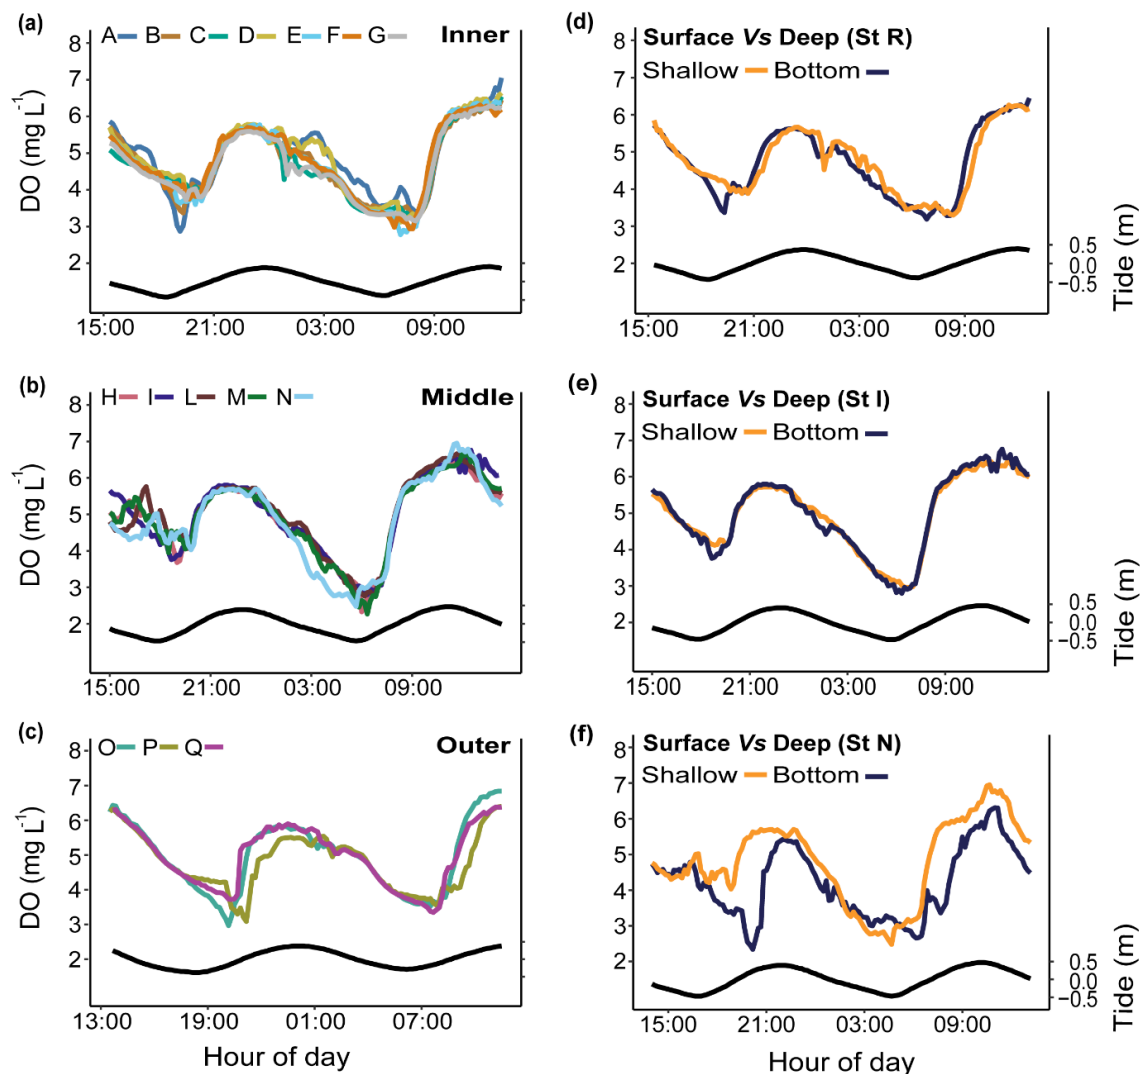 (a)
A B C D E F G Inner
8
7
6
5
4
3
2
DO (mg L-1)
15:00 21:00 03:00 09:00
(d)
Surface Vs Deep (St R)
Shallow Bottom
8
7
6
5
4
3
2
0.5
0.0
−0.5
Tide (m)
15:00 21:00 03:00 09:00
(b)
H I L M N Middle
8
7
6
5
4
3
2
DO (mg L-1)
15:00 21:00 03:00 09:00
(e)
Surface Vs Deep (St I)
Shallow Bottom
8
7
6
5
4
3
2
0.5
0.0
−0.5
Tide (m)
15:00 21:00 03:00 09:00
(c)
O P Q Outer
8
7
6
5
4
3
2
DO (mg L-1)
13:00 19:00 01:00 07:00
Hour of day
(f)
Surface Vs Deep (St N)
Shallow Bottom
8
7
6
5
4
3
2
0.5
0.0
−0.5
Tide (m)
15:00 21:00 03:00 09:00
Hour of day